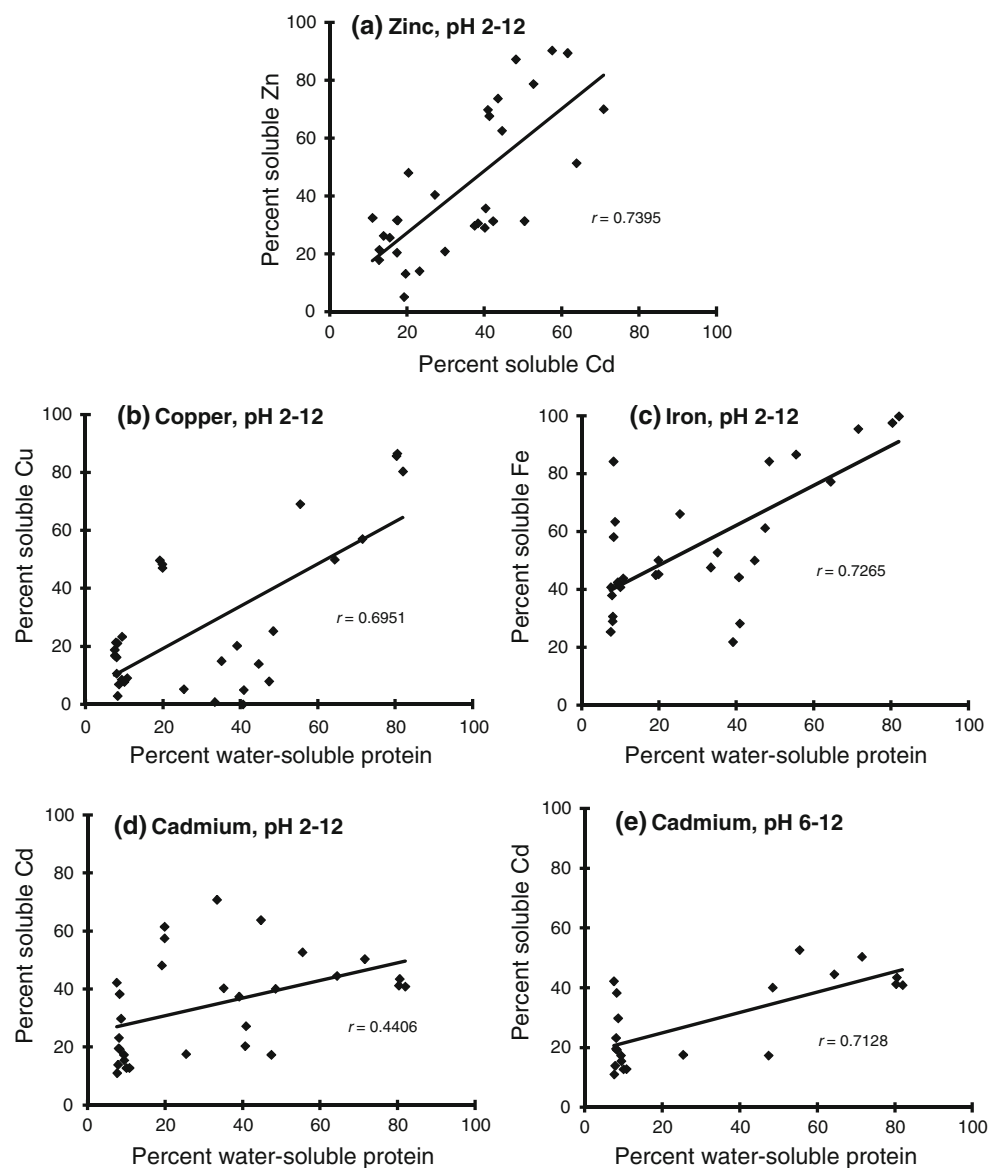 (a) Zinc, pH 2-12
Percent soluble Zn
100
80
60
40
20
0
r = 0.7395
0 20 40 60 80 100
Percent soluble Cd
(b) Copper, pH 2-12
Percent soluble Cu
100
80
60
40
20
0
r = 0.6951
0 20 40 60 80 100
Percent water-soluble protein
(c) Iron, pH 2-12
Percent soluble Fe
100
80
60
40
20
0
r = 0.7265
0 20 40 60 80 100
Percent water-soluble protein
(d) Cadmium, pH 2-12
Percent soluble Cd
100
80
60
40
20
0
r = 0.4406
0 20 40 60 80 100
Percent water-soluble protein
(e) Cadmium, pH 6-12
Percent soluble Cd
100
80
60
40
20
0
r = 0.7128
0 20 40 60 80 100
Percent water-soluble protein